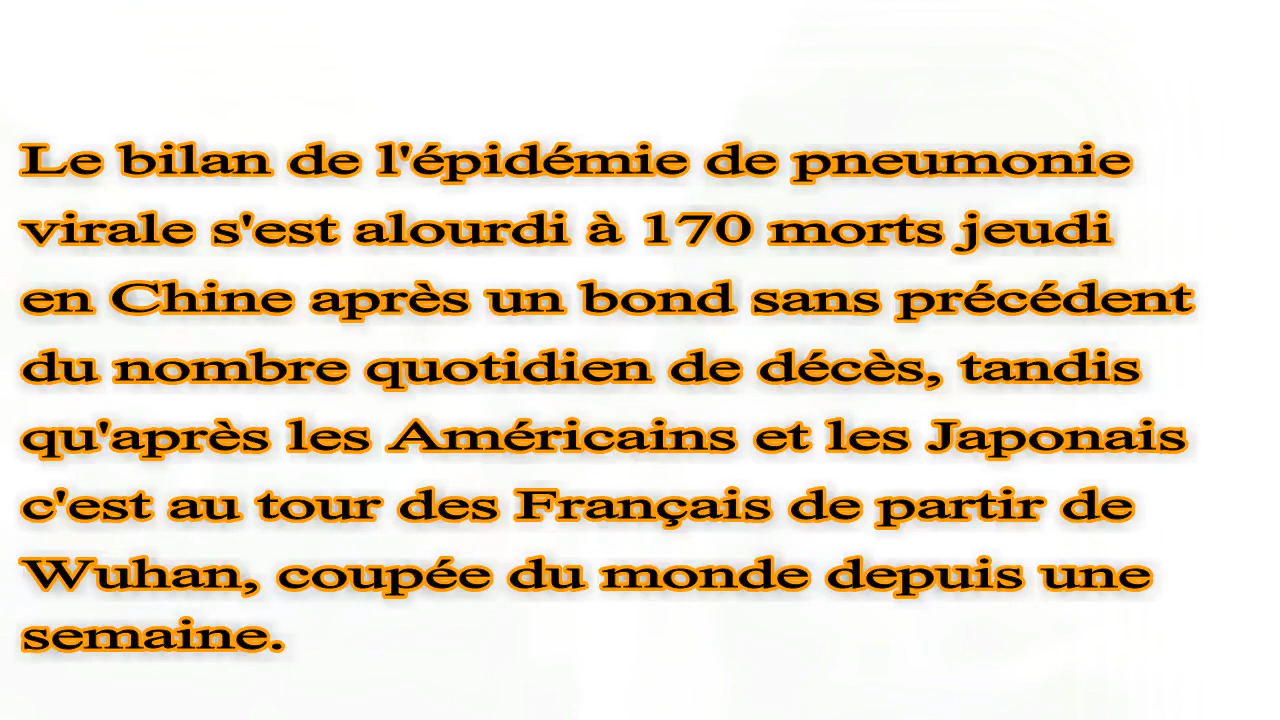 Le bilan de l'épidémie de pneumonie
virale s'est alourdi à 170 morts jeudi
en Chine après un bond sans précédent
du nombre quotidien de décès, tandis
qu'après les Américains et les Japonais
c'est au tour des Français de partir de
Wuhan, coupée du monde depuis une
semaine.